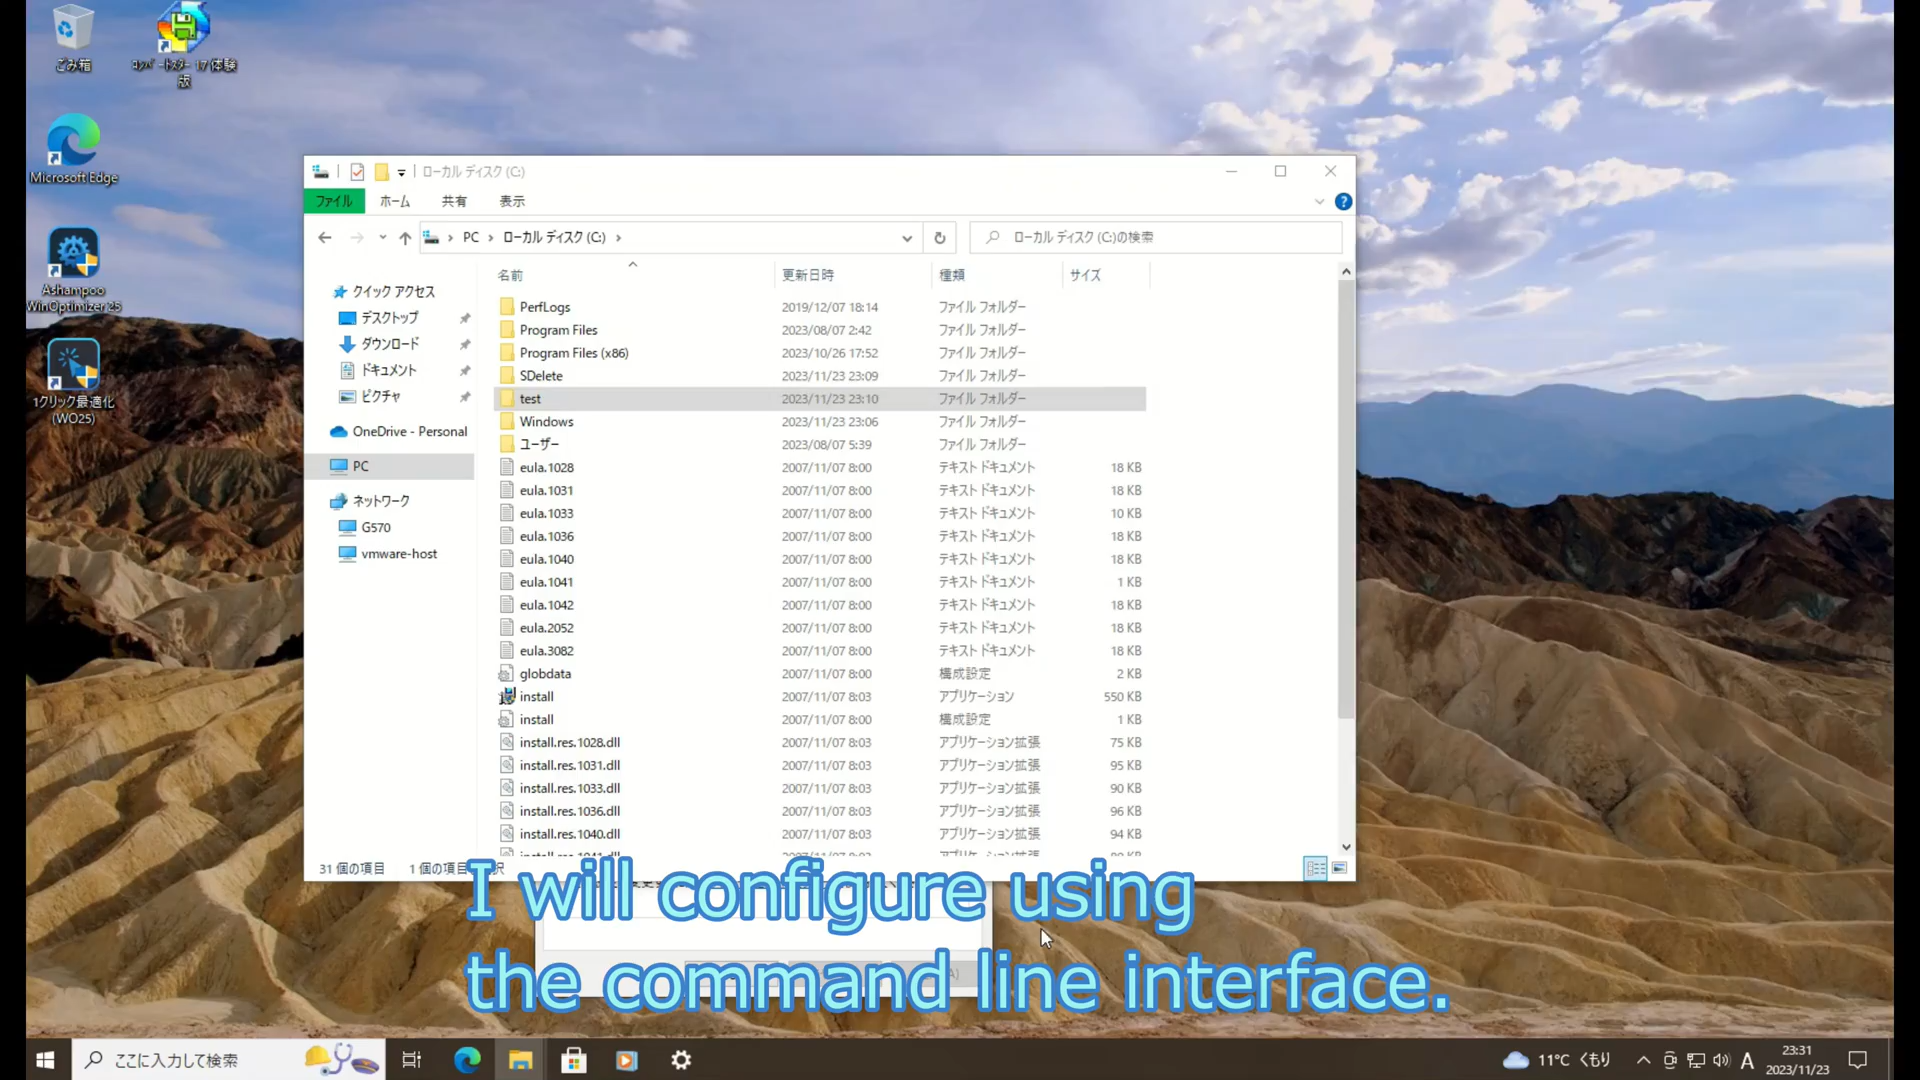 ごみ箱
コンバートスター 17 体験
版
Microsoft Edge
Ashampoo
WinOptimizer 25
1クリック最適化
(WO25)
ローカル ディスク (C:)
ファイル ホーム 共有 表示
PC ローカル ディスク (C:)
ローカル ディスク (C:)の検索
クイック アクセス
デスクトップ
ダウンロード
ドキュメント
ピクチャ
OneDrive - Personal
PC
ネットワーク
G570
vmware-host
名前 更新日時 種類 サイズ
PerfLogs 2019/12/07 18:14 ファイル フォルダー
Program Files 2023/08/07 2:42 ファイル フォルダー
Program Files (x86) 2023/10/26 17:52 ファイル フォルダー
SDelete 2023/11/23 23:09 ファイル フォルダー
test 2023/11/23 23:10 ファイル フォルダー
Windows 2023/11/23 23:06 ファイル フォルダー
ユーザー 2023/08/07 5:39 ファイル フォルダー
eula.1028 2007/11/07 8:00 テキスト ドキュメント 18 KB
eula.1031 2007/11/07 8:00 テキスト ドキュメント 18 KB
eula.1033 2007/11/07 8:00 テキスト ドキュメント 10 KB
eula.1036 2007/11/07 8:00 テキスト ドキュメント 18 KB
eula.1040 2007/11/07 8:00 テキスト ドキュメント 18 KB
eula.1041 2007/11/07 8:00 テキスト ドキュメント 1 KB
eula.1042 2007/11/07 8:00 テキスト ドキュメント 18 KB
eula.2052 2007/11/07 8:00 テキスト ドキュメント 18 KB
eula.3082 2007/11/07 8:00 テキスト ドキュメント 18 KB
globdata 2007/11/07 8:00 構成設定 2 KB
install 2007/11/07 8:03 アプリケーション 550 KB
install 2007/11/07 8:00 構成設定 1 KB
install.res.1028.dll 2007/11/07 8:03 アプリケーション拡張 75 KB
install.res.1031.dll 2007/11/07 8:03 アプリケーション拡張 95 KB
install.res.1033.dll 2007/11/07 8:03 アプリケーション拡張 90 KB
install.res.1036.dll 2007/11/07 8:03 アプリケーション拡張 96 KB
install.res.1040.dll 2007/11/07 8:03 アプリケーション拡張 94 KB
31 個の項目 1 個の項目
I will configure using
the command line interface.
ここに入力して検索
11°C くもり
A
23:31
2023/11/23